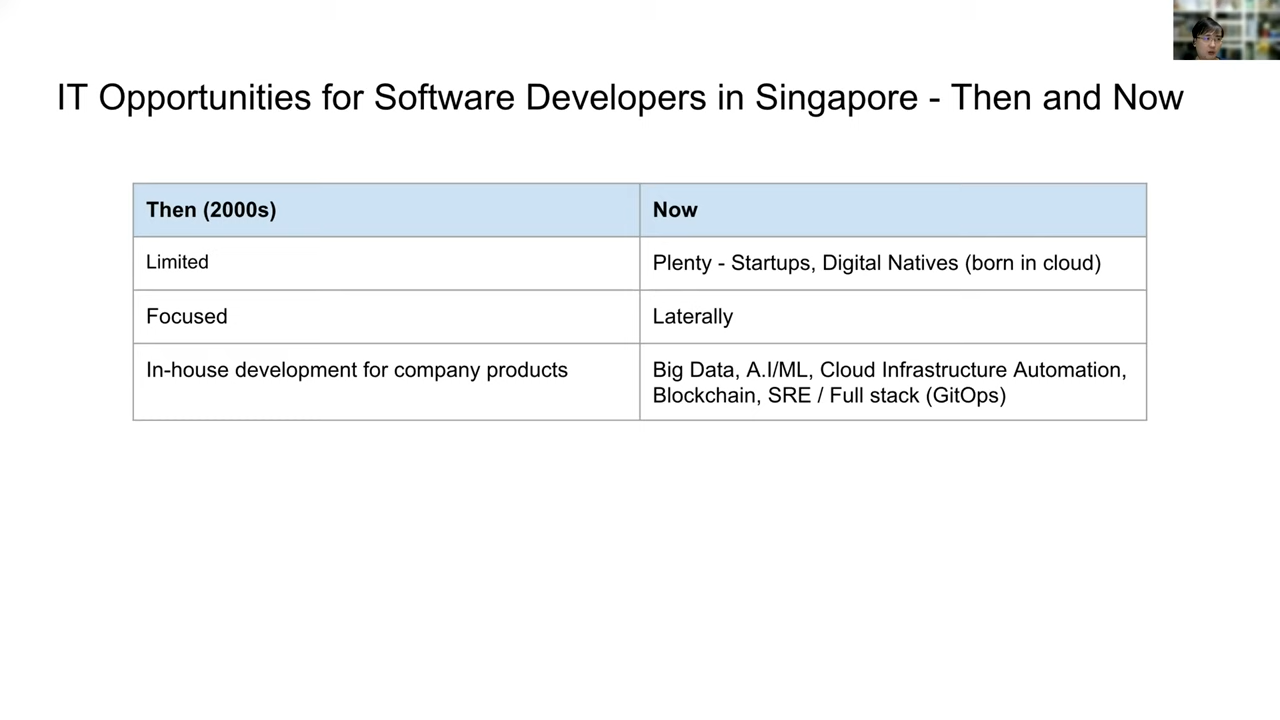 IT Opportunities for Software Developers in Singapore - Then and Now
Then (2000s)
Now
Limited
Plenty - Startups, Digital Natives (born in cloud)
Focused
Laterally
In-house development for company products
Big Data, A.I/ML, Cloud Infrastructure Automation,
Blockchain, SRE / Full stack (GitOps)